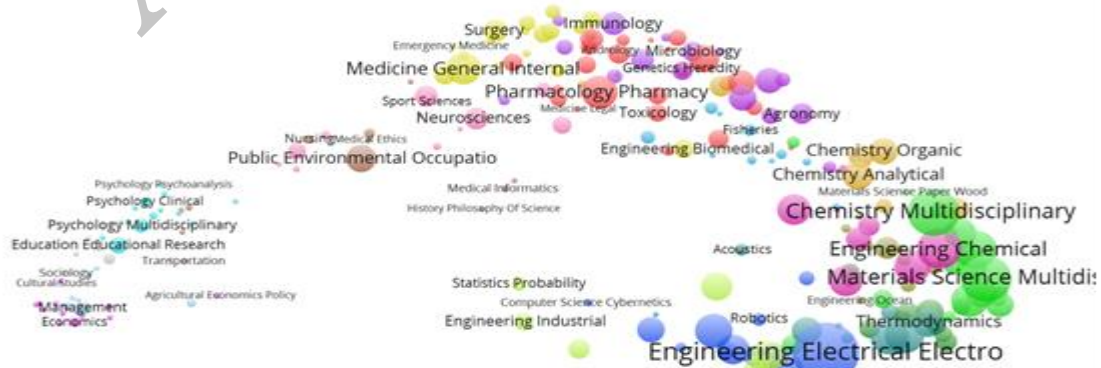 Surgery
Immunology
Emergency Medicine
Andrology
Microbiology
Medicine General Internal
Genetics Heredity
Pharmacology Pharmacy
Sport Sciences
Medicine Legal
Toxicology
Neurosciences
Agronomy
Fisheries
Nursing
Medical Ethics
Engineering Biomedical
Chemistry Organic
Public Environmental Occupatio
Chemistry Analytical
Psychology Psychoanalysis
Medical Informatics
Materials Science Paper Wood
Psychology Clinical
History Philosophy Of Science
Chemistry Multidisciplinary
Psychology Multidisciplinary
Education Educational Research
Acoustics
Engineering Chemical
Transportation
Sociology
Cultural Studies
Statistics Probability
Materials Science Multidis
Agricultural Economics Policy
Computer Science Cybernetics
Engineering Ocean
Management
Economics
Engineering Industrial
Robotics
Thermodynamics
Engineering Electrical Electro